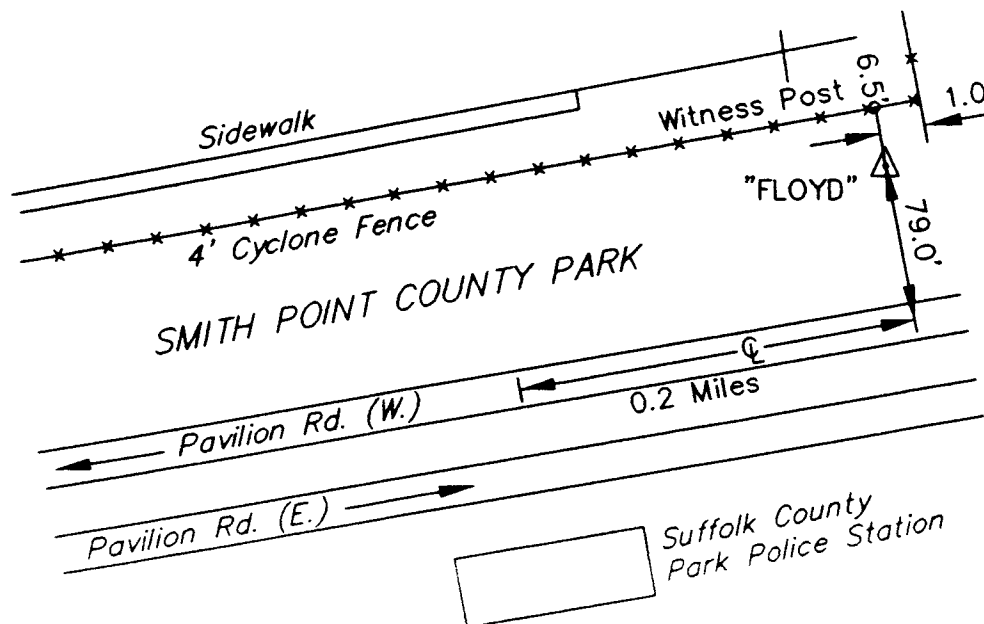 Sidewalk
6.5'
Witness Post
1.0
"FLOYD"
4' Cyclone Fence
79.0'
SMITH POINT COUNTY PARK
℄
0.2 Miles
Pavilion Rd. (W.)
Pavilion Rd. (E.)
Suffolk County
Park Police Station